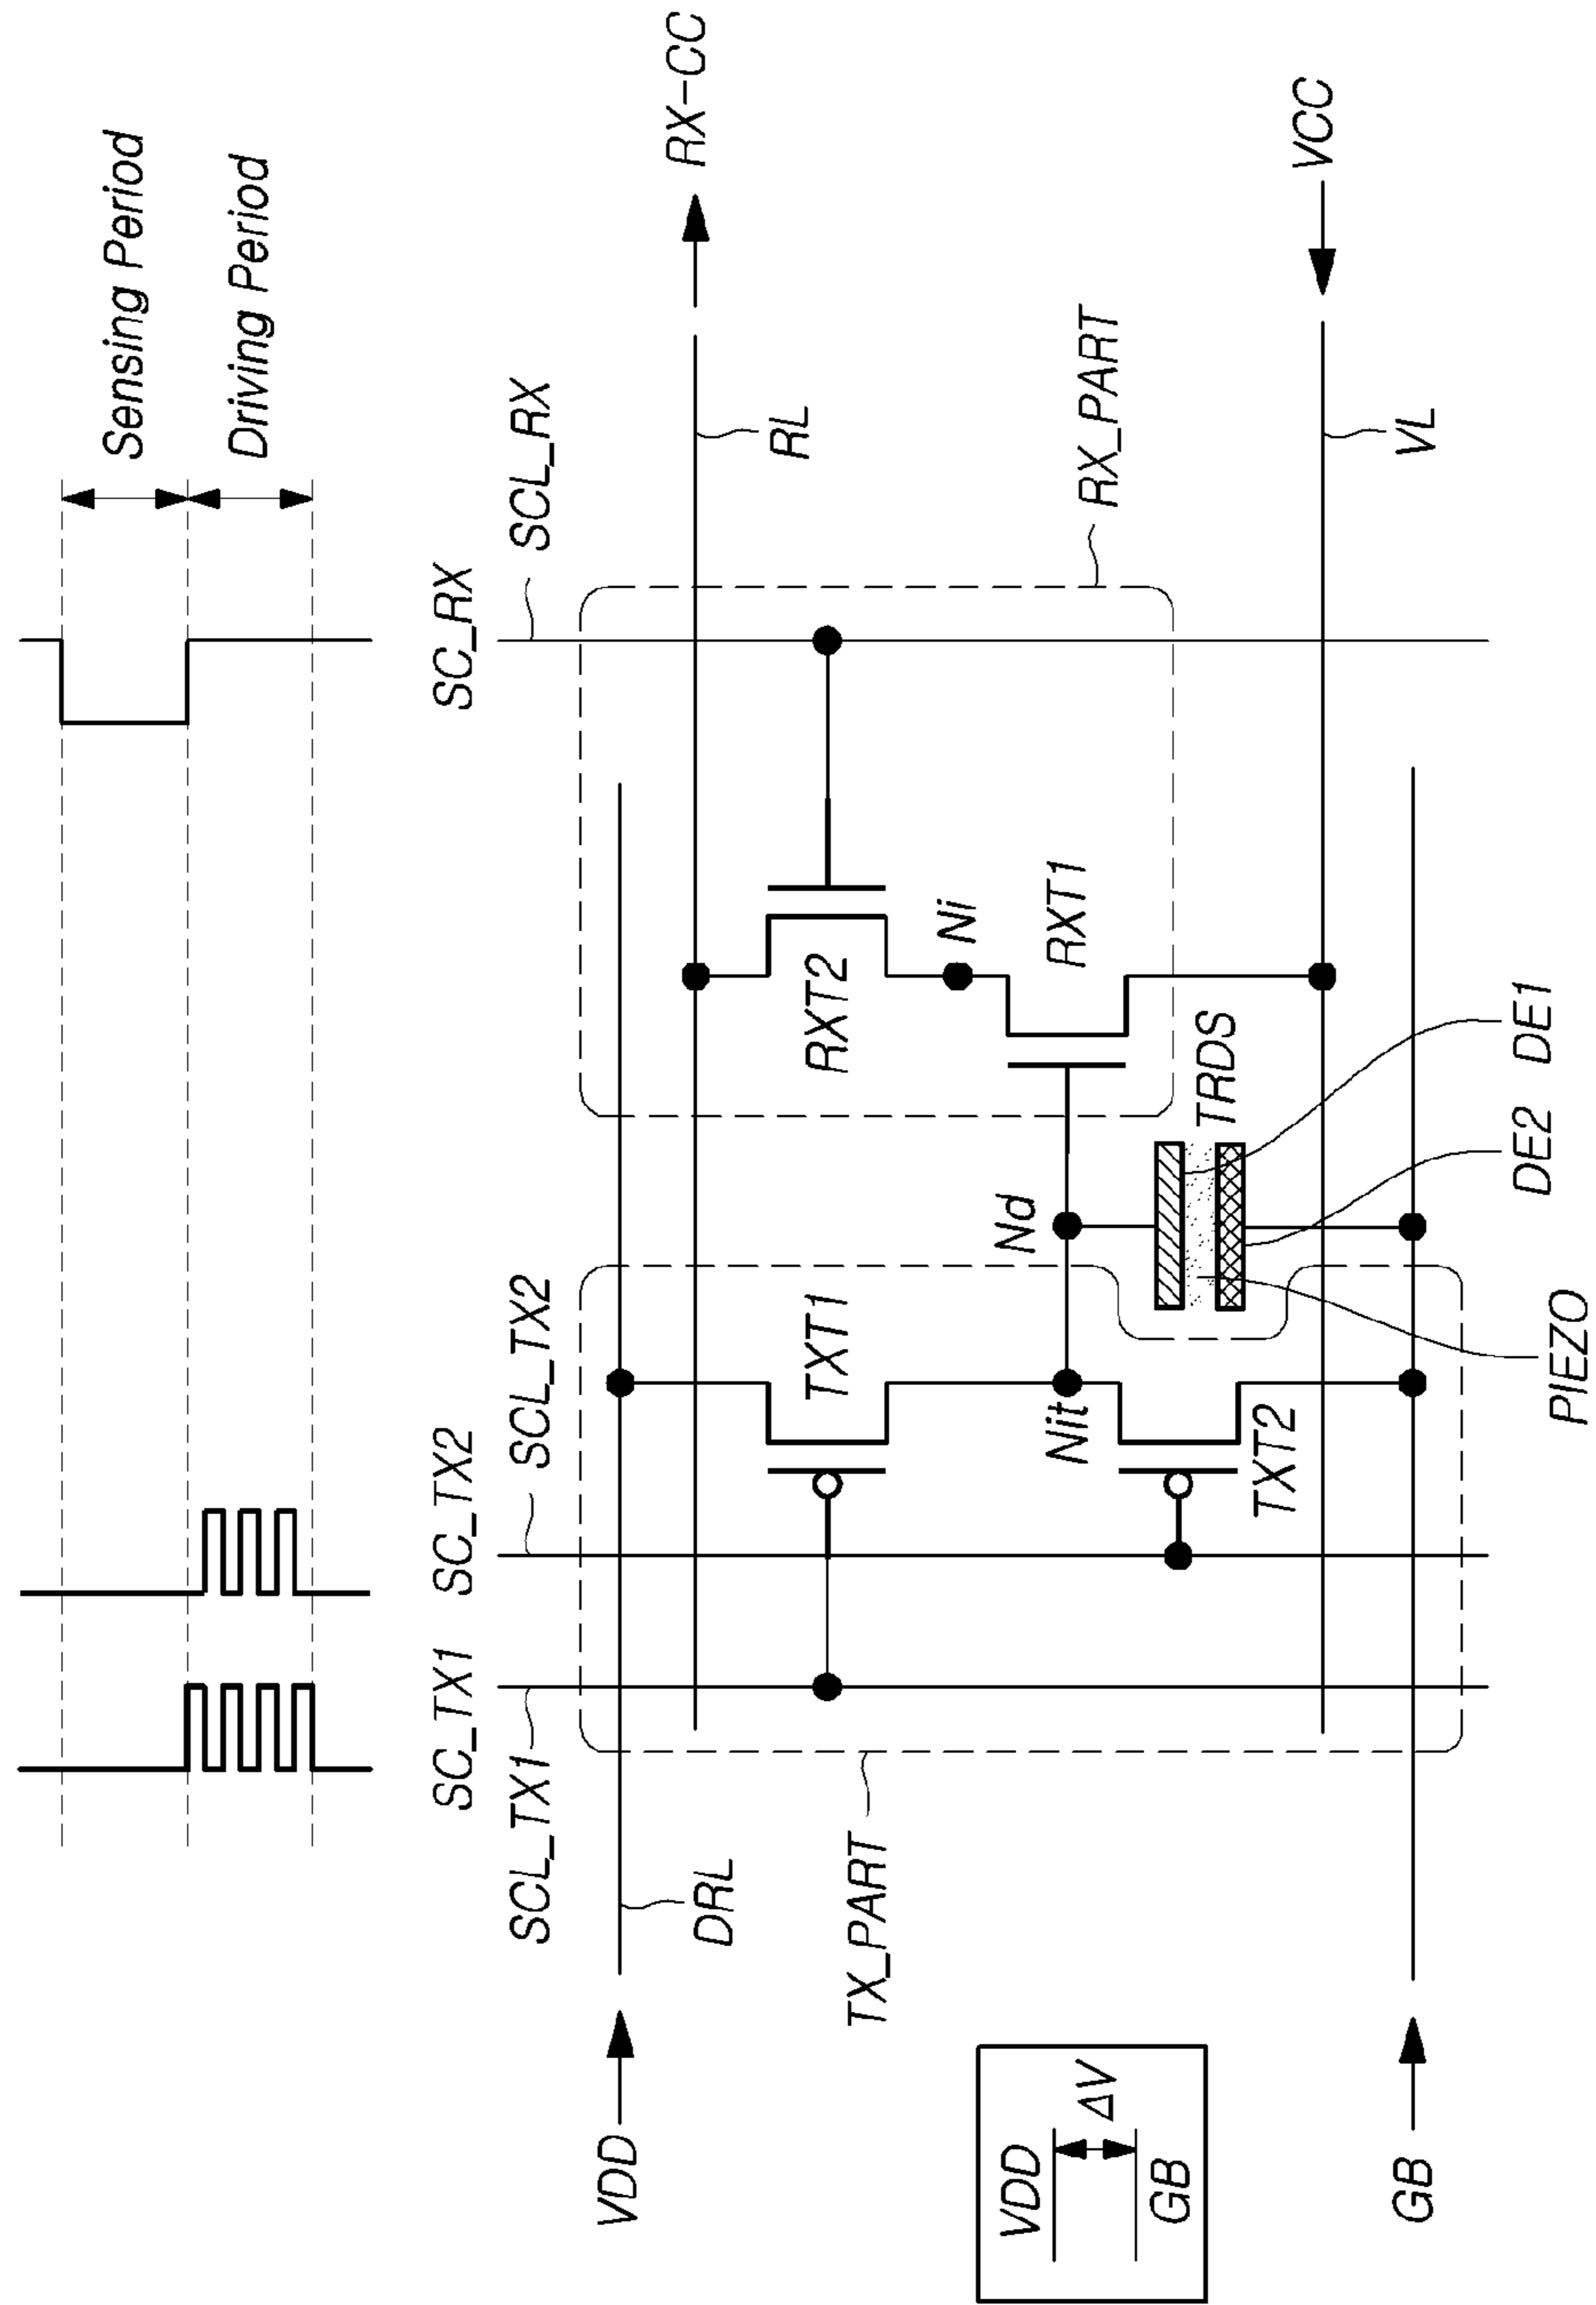 Sensing Period
Driving Period
SC_TX1 SC_TX2 SC_RX
SCL_TX1 SCL_TX2 SCL_RX
VDD
RX-CC
DRL
RL
TXT1
RXT2
TX_PART
Ni
VDD
Nd
Nit
RXT1
ΔV
RX_PART
GB
TRDS
TXT2
VCC
GB
VL
DE2 DE1
PIEZO